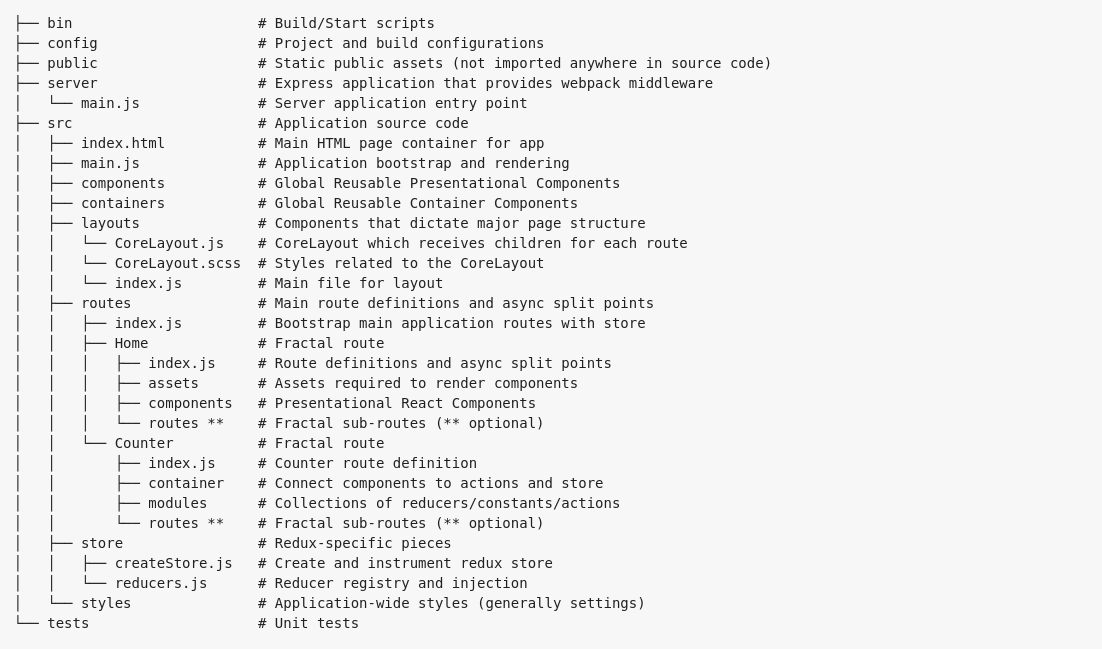 ├── bin                      # Build/Start scripts
├── config                   # Project and build configurations
├── public                   # Static public assets (not imported anywhere in source code)
├── server                   # Express application that provides webpack middleware
│   └── main.js              # Server application entry point
├── src                      # Application source code
│   ├── index.html           # Main HTML page container for app
│   ├── main.js              # Application bootstrap and rendering
│   ├── components           # Global Reusable Presentational Components
│   ├── containers           # Global Reusable Container Components
│   ├── layouts              # Components that dictate major page structure
│   │   └── CoreLayout.js    # CoreLayout which receives children for each route
│   │   └── CoreLayout.scss  # Styles related to the CoreLayout
│   │   └── index.js         # Main file for layout
│   ├── routes               # Main route definitions and async split points
│   │   ├── index.js         # Bootstrap main application routes with store
│   │   ├── Home             # Fractal route
│   │   │   ├── index.js     # Route definitions and async split points
│   │   │   ├── assets       # Assets required to render components
│   │   │   ├── components   # Presentational React Components
│   │   │   └── routes **    # Fractal sub-routes (** optional)
│   │   └── Counter          # Fractal route
│   │       ├── index.js     # Counter route definition
│   │       ├── container    # Connect components to actions and store
│   │       ├── modules      # Collections of reducers/constants/actions
│   │       └── routes **    # Fractal sub-routes (** optional)
│   ├── store                # Redux-specific pieces
│   │   ├── createStore.js   # Create and instrument redux store
│   │   └── reducers.js      # Reducer registry and injection
│   └── styles               # Application-wide styles (generally settings)
└── tests                    # Unit tests